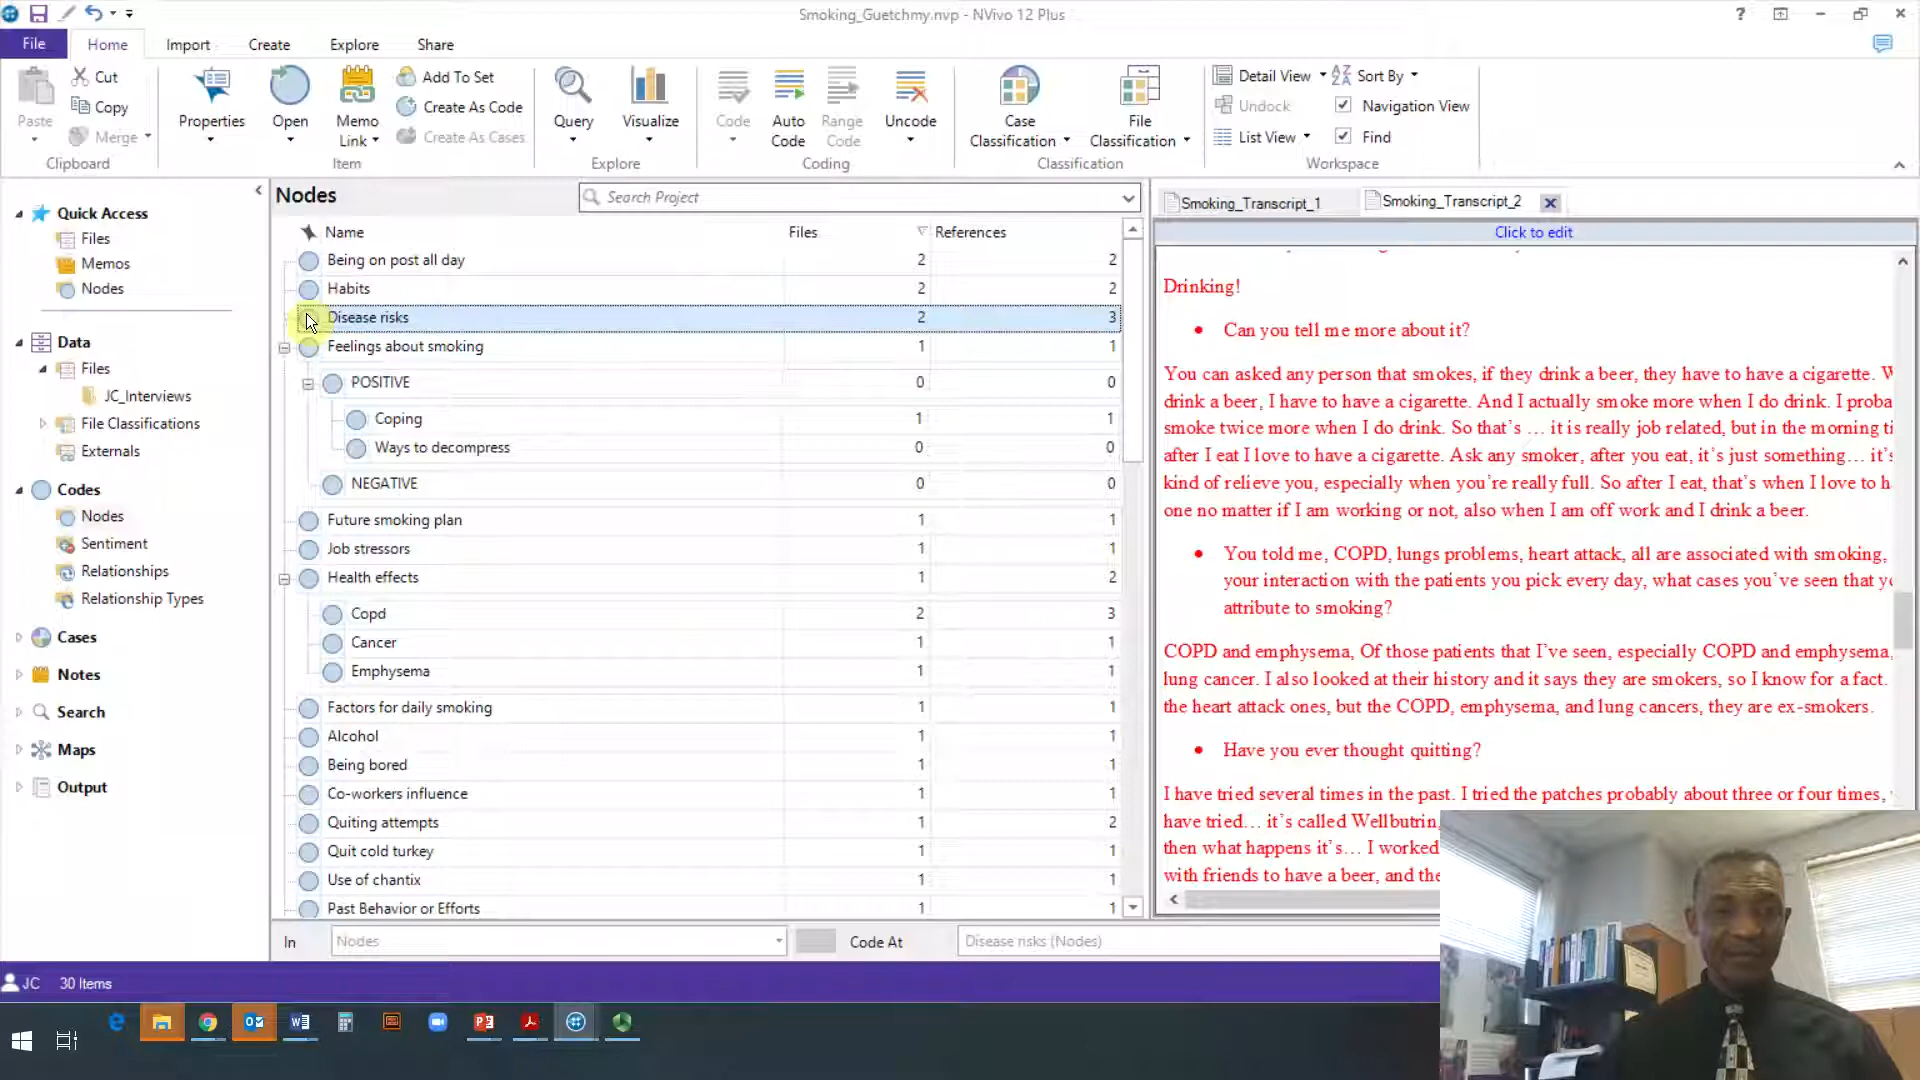 Smoking_Guetchmy.nvp - NVivo 12 Plus
File Home Import Create Explore Share
Paste Cut Copy Merge
Clipboard
Properties Open Memo Link Add To Set Create As Code Create As Cases
Item
Query Visualize
Explore
Code Auto Code Range Code Uncode
Coding
Case Classification File Classification
Classification
Detail View Sort By
Undock Navigation View
List View Find
Workspace
Quick Access
Files
Memos
Nodes
Data
Files
JC_Interviews
File Classifications
Externals
Codes
Nodes
Sentiment
Relationships
Relationship Types
Cases
Notes
Search
Maps
Output
Nodes Search Project
Name Files References
Being on post all day 2 2
Habits 2 2
Disease risks 2 3
Feelings about smoking 1 1
POSITIVE 0 0
Coping 1 1
Ways to decompress 0 0
NEGATIVE 0 0
Future smoking plan 1 1
Job stressors 1 1
Health effects 1 2
Copd 2 3
Cancer 1 1
Emphysema 1 1
Factors for daily smoking 1 1
Alcohol 1 1
Being bored 1 1
Co-workers influence 1 1
Quiting attempts 1 2
Quit cold turkey 1 1
Use of chantix 1 1
Past Behavior or Efforts 1 1
In Nodes Code At Disease risks (Nodes)
Smoking_Transcript_1 Smoking_Transcript_2
Click to edit
Drinking!
• Can you tell me more about it?
You can asked any person that smokes, if they drink a beer, they have to have a cigarette. W
drink a beer, I have to have a cigarette. And I actually smoke more when I do drink. I proba
smoke twice more when I do drink. So that's … it is really job related, but in the morning ti
after I eat I love to have a cigarette. Ask any smoker, after you eat, it's just something… it's
kind of relieve you, especially when you're really full. So after I eat, that's when I love to h
one no matter if I am working or not, also when I am off work and I drink a beer.
• You told me, COPD, lungs problems, heart attack, all are associated with smoking,
your interaction with the patients you pick every day, what cases you've seen that yo
attribute to smoking?
COPD and emphysema, Of those patients that I've seen, especially COPD and emphysema,
lung cancer. I also looked at their history and it says they are smokers, so I know for a fact.
the heart attack ones, but the COPD, emphysema, and lung cancers, they are ex-smokers.
• Have you ever thought quitting?
I have tried several times in the past. I tried the patches probably about three or four times,
have tried… it's called Wellbutrin,
then what happens it's… I worked
with friends to have a beer, and the
JC 30 Items